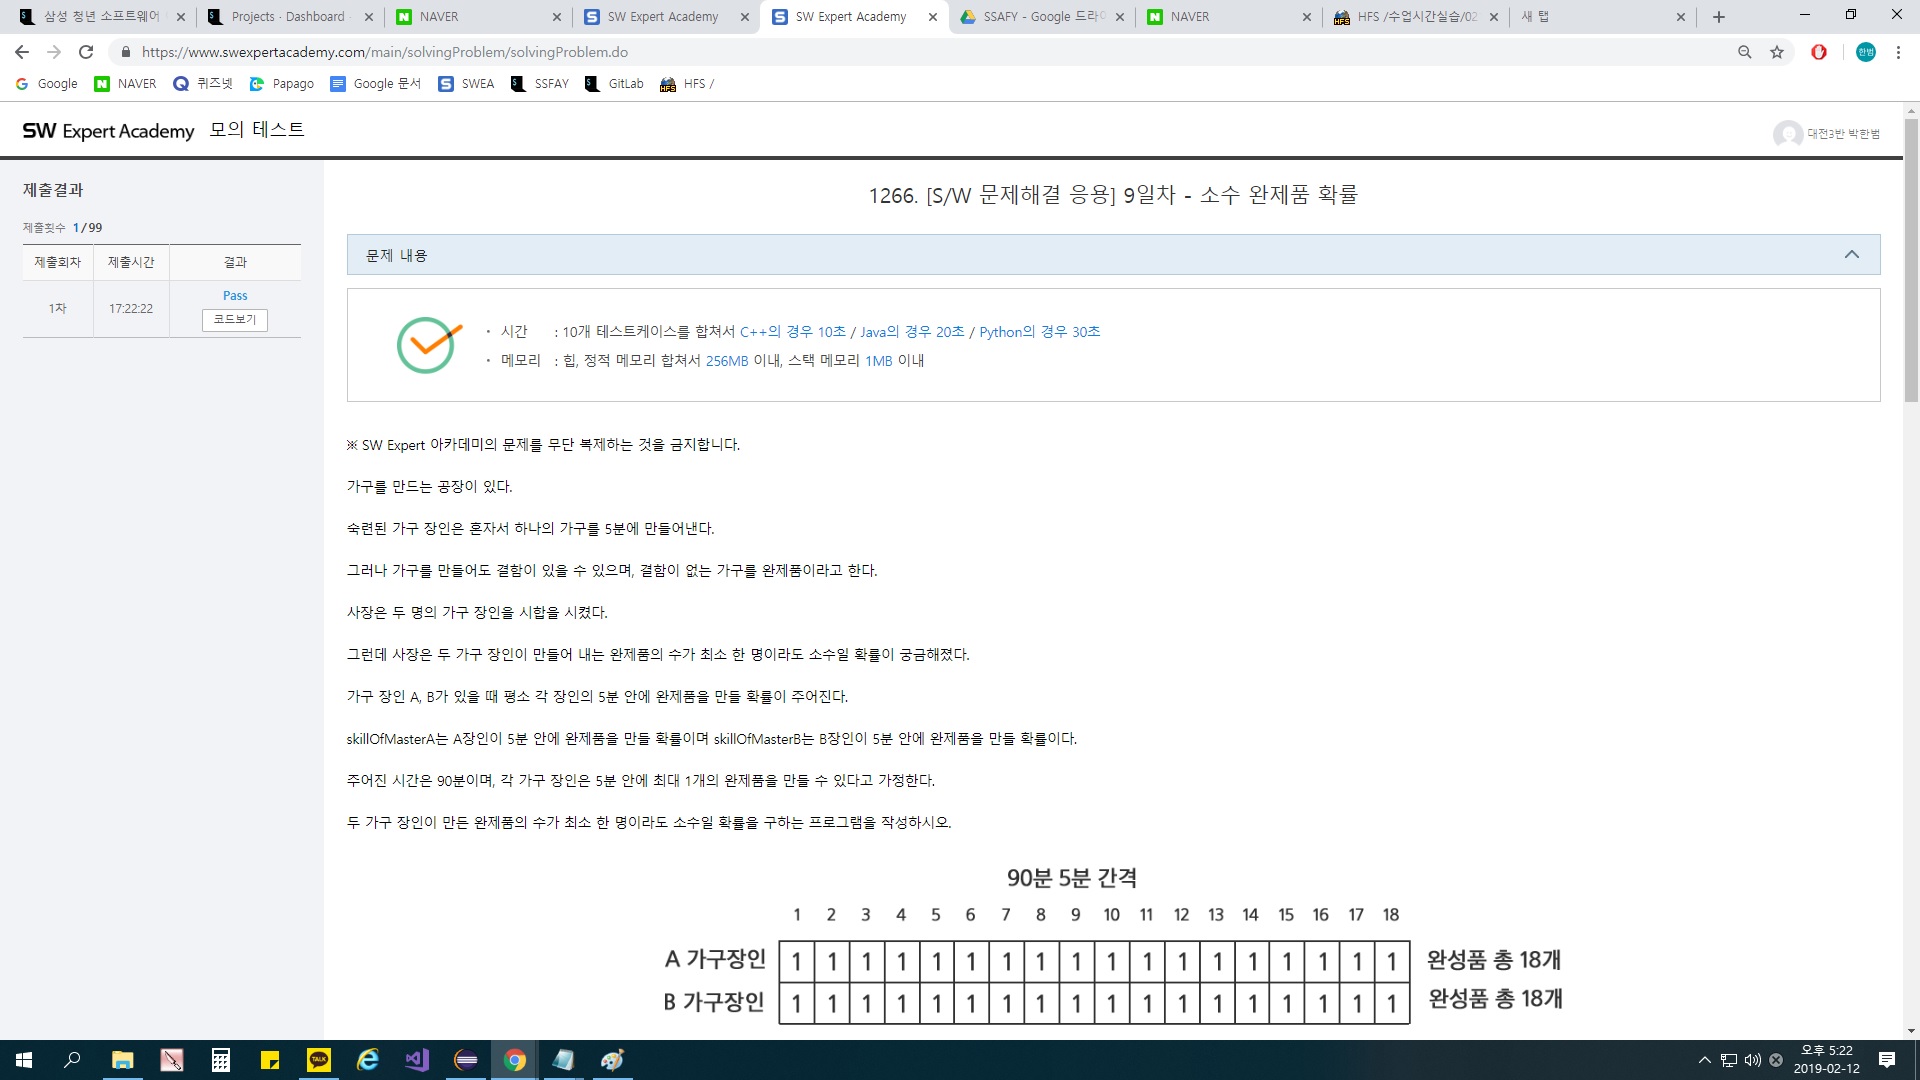 삼성 청년 소프트웨어
Projects · Dashboard
NAVER
SW Expert Academy
SW Expert Academy
SSAFY - Google 드라이
NAVER
HFS /수업시간실습/02
새 탭
https://www.swexpertacademy.com/main/solvingProblem/solvingProblem.do
한범
Google
NAVER
퀴즈넷
Papago
Google 문서
SWEA
SSFAY
GitLab
HFS /
SW Expert Academy 모의 테스트
대전3반 박한범
제출결과
제출횟수 1/99
제출회차 제출시간 결과
1차 17:22:22 Pass
코드보기
1266. [S/W 문제해결 응용] 9일차 - 소수 완제품 확률
문제 내용
· 시간 : 10개 테스트케이스를 합쳐서 C++의 경우 10초 / Java의 경우 20초 / Python의 경우 30초
· 메모리 : 힙, 정적 메모리 합쳐서 256MB 이내, 스택 메모리 1MB 이내
※ SW Expert 아카데미의 문제를 무단 복제하는 것을 금지합니다.
가구를 만드는 공장이 있다.
숙련된 가구 장인은 혼자서 하나의 가구를 5분에 만들어낸다.
그러나 가구를 만들어도 결함이 있을 수 있으며, 결함이 없는 가구를 완제품이라고 한다.
사장은 두 명의 가구 장인을 시합을 시켰다.
그런데 사장은 두 가구 장인이 만들어 내는 완제품의 수가 최소 한 명이라도 소수일 확률이 궁금해졌다.
가구 장인 A, B가 있을 때 평소 각 장인의 5분 안에 완제품을 만들 확률이 주어진다.
skillOfMasterA는 A장인이 5분 안에 완제품을 만들 확률이며 skillOfMasterB는 B장인이 5분 안에 완제품을 만들 확률이다.
주어진 시간은 90분이며, 각 가구 장인은 5분 안에 최대 1개의 완제품을 만들 수 있다고 가정한다.
두 가구 장인이 만든 완제품의 수가 최소 한 명이라도 소수일 확률을 구하는 프로그램을 작성하시오.
90분 5분 간격
1 2 3 4 5 6 7 8 9 10 11 12 13 14 15 16 17 18
A 가구장인 1 1 1 1 1 1 1 1 1 1 1 1 1 1 1 1 1 1 완성품 총 18개
B 가구장인 1 1 1 1 1 1 1 1 1 1 1 1 1 1 1 1 1 1 완성품 총 18개
TALK
오후 5:22
2019-02-12